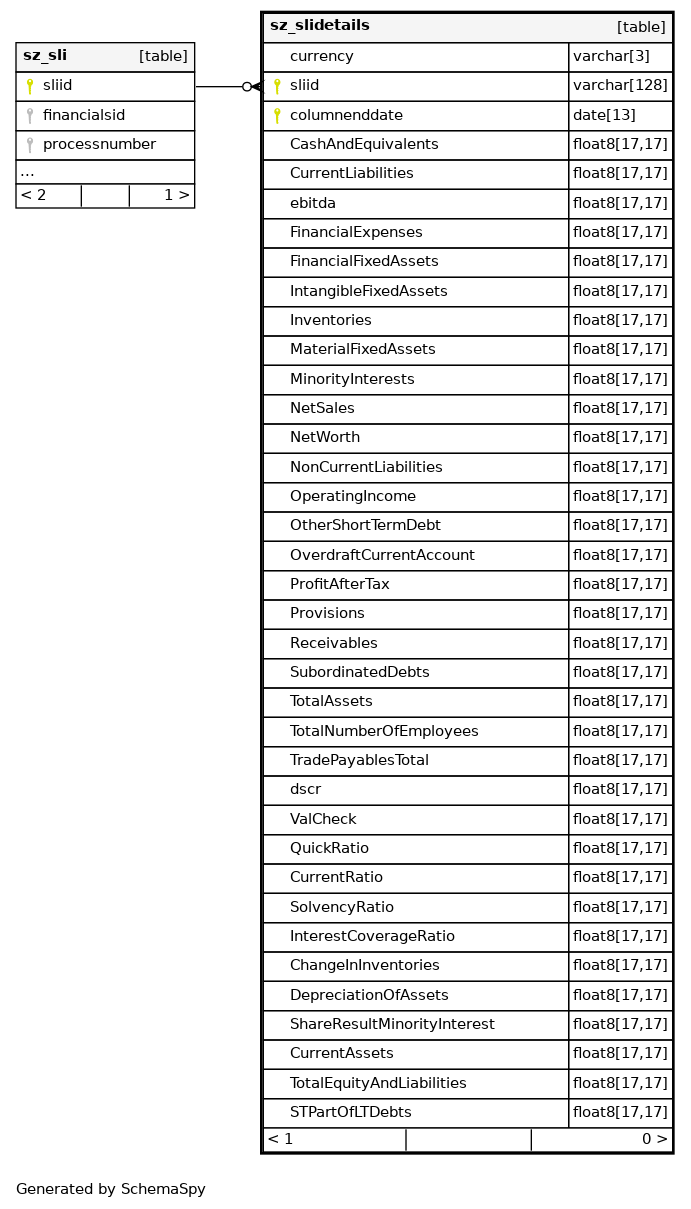 sz_sli [table]
sliid
financialsid
processnumber
...
< 2 1 >
sz_slidetails [table]
currency varchar[3]
sliid varchar[128]
columnenddate date[13]
CashAndEquivalents float8[17,17]
CurrentLiabilities float8[17,17]
ebitda float8[17,17]
FinancialExpenses float8[17,17]
FinancialFixedAssets float8[17,17]
IntangibleFixedAssets float8[17,17]
Inventories float8[17,17]
MaterialFixedAssets float8[17,17]
MinorityInterests float8[17,17]
NetSales float8[17,17]
NetWorth float8[17,17]
NonCurrentLiabilities float8[17,17]
OperatingIncome float8[17,17]
OtherShortTermDebt float8[17,17]
OverdraftCurrentAccount float8[17,17]
ProfitAfterTax float8[17,17]
Provisions float8[17,17]
Receivables float8[17,17]
SubordinatedDebts float8[17,17]
TotalAssets float8[17,17]
TotalNumberOfEmployees float8[17,17]
TradePayablesTotal float8[17,17]
dscr float8[17,17]
ValCheck float8[17,17]
QuickRatio float8[17,17]
CurrentRatio float8[17,17]
SolvencyRatio float8[17,17]
InterestCoverageRatio float8[17,17]
ChangeInInventories float8[17,17]
DepreciationOfAssets float8[17,17]
ShareResultMinorityInterest float8[17,17]
CurrentAssets float8[17,17]
TotalEquityAndLiabilities float8[17,17]
STPartOfLTDebts float8[17,17]
< 1 0 >
Generated by SchemaSpy